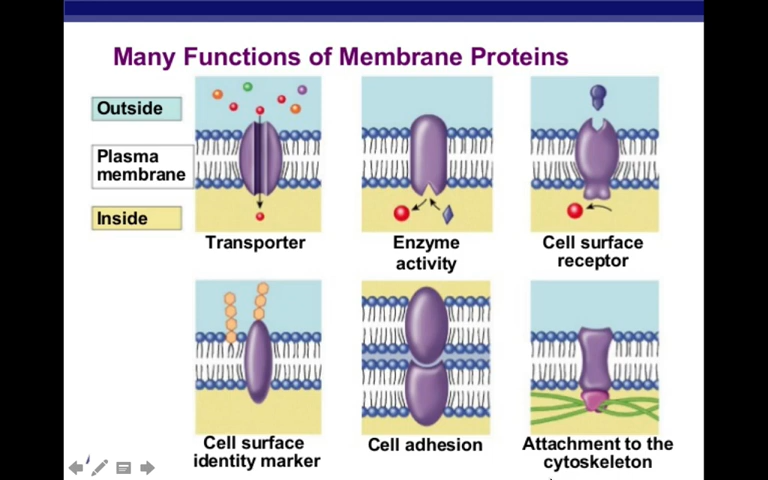 Many Functions of Membrane Proteins
Outside
Plasma
membrane
Inside
Transporter
Enzyme
activity
Cell surface
receptor
Cell surface
identity marker
Cell adhesion
Attachment to the
cytoskeleton